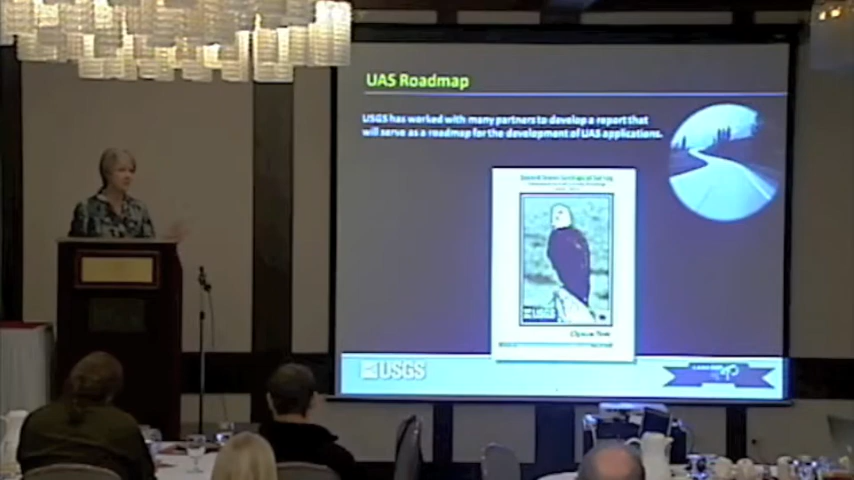 UAS Roadmap
USGS has worked with many partners to develop a report that
will serve as a roadmap for the development of UAS applications.
USGS
USGS